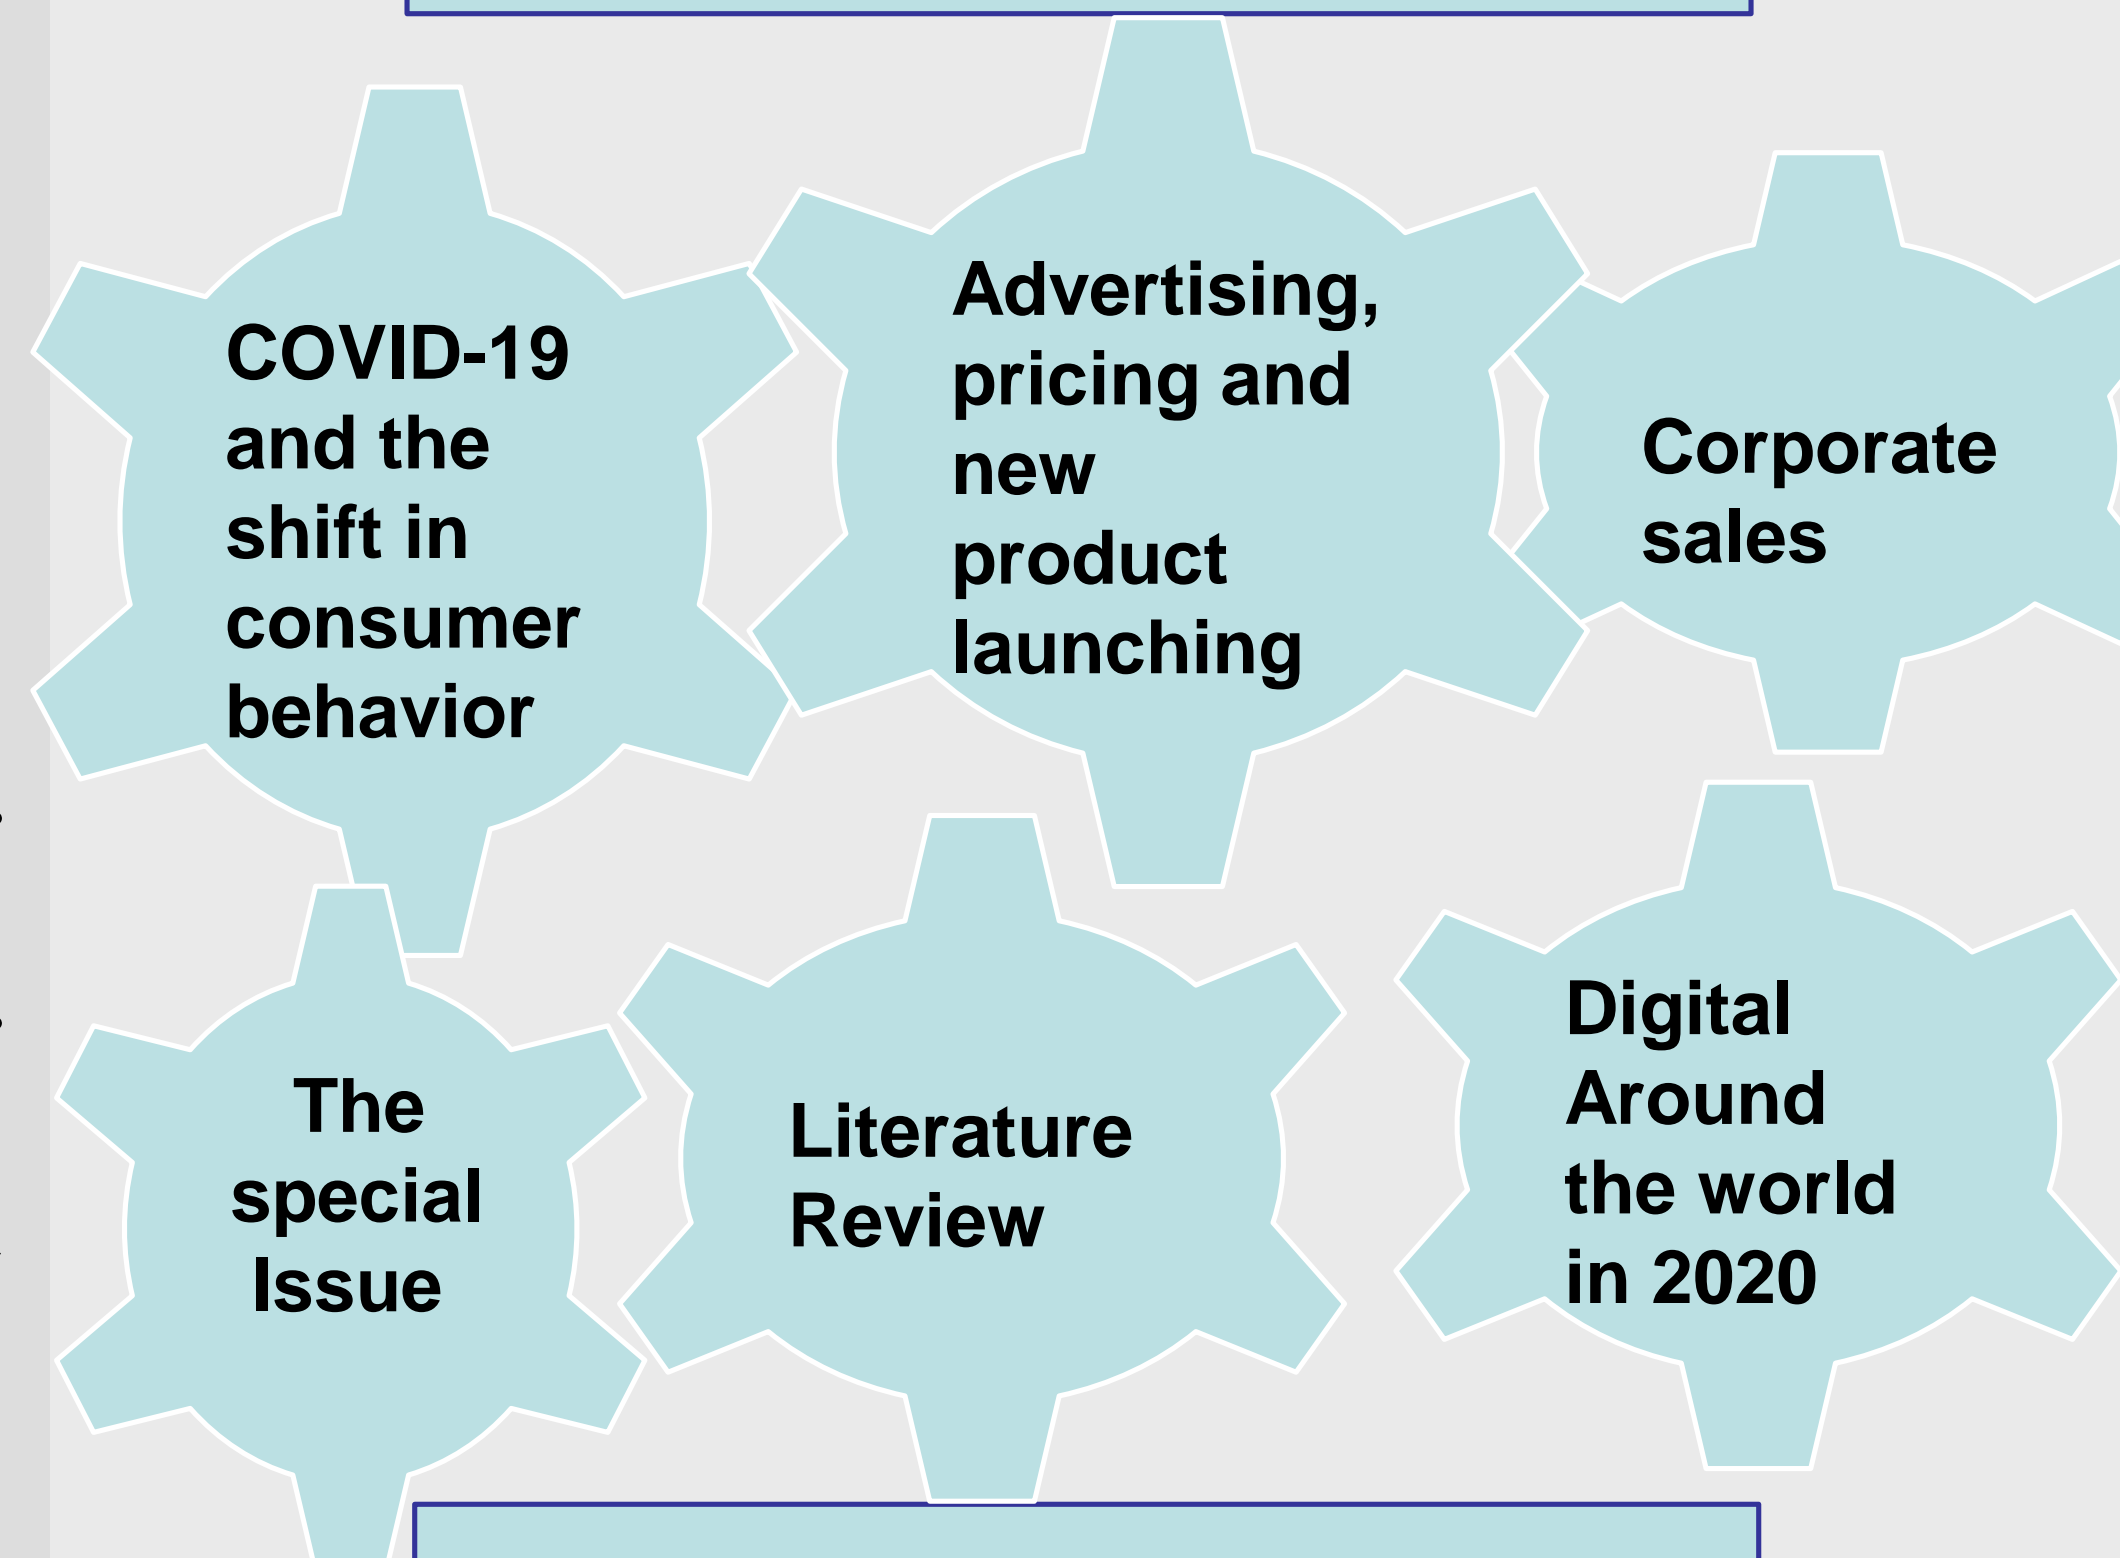 COVID-19
and the
shift in
consumer
behavior
Advertising,
pricing and
new
product
launching
Corporate
sales
The
special
Issue
Literature
Review
Digital
Around
the world
in 2020